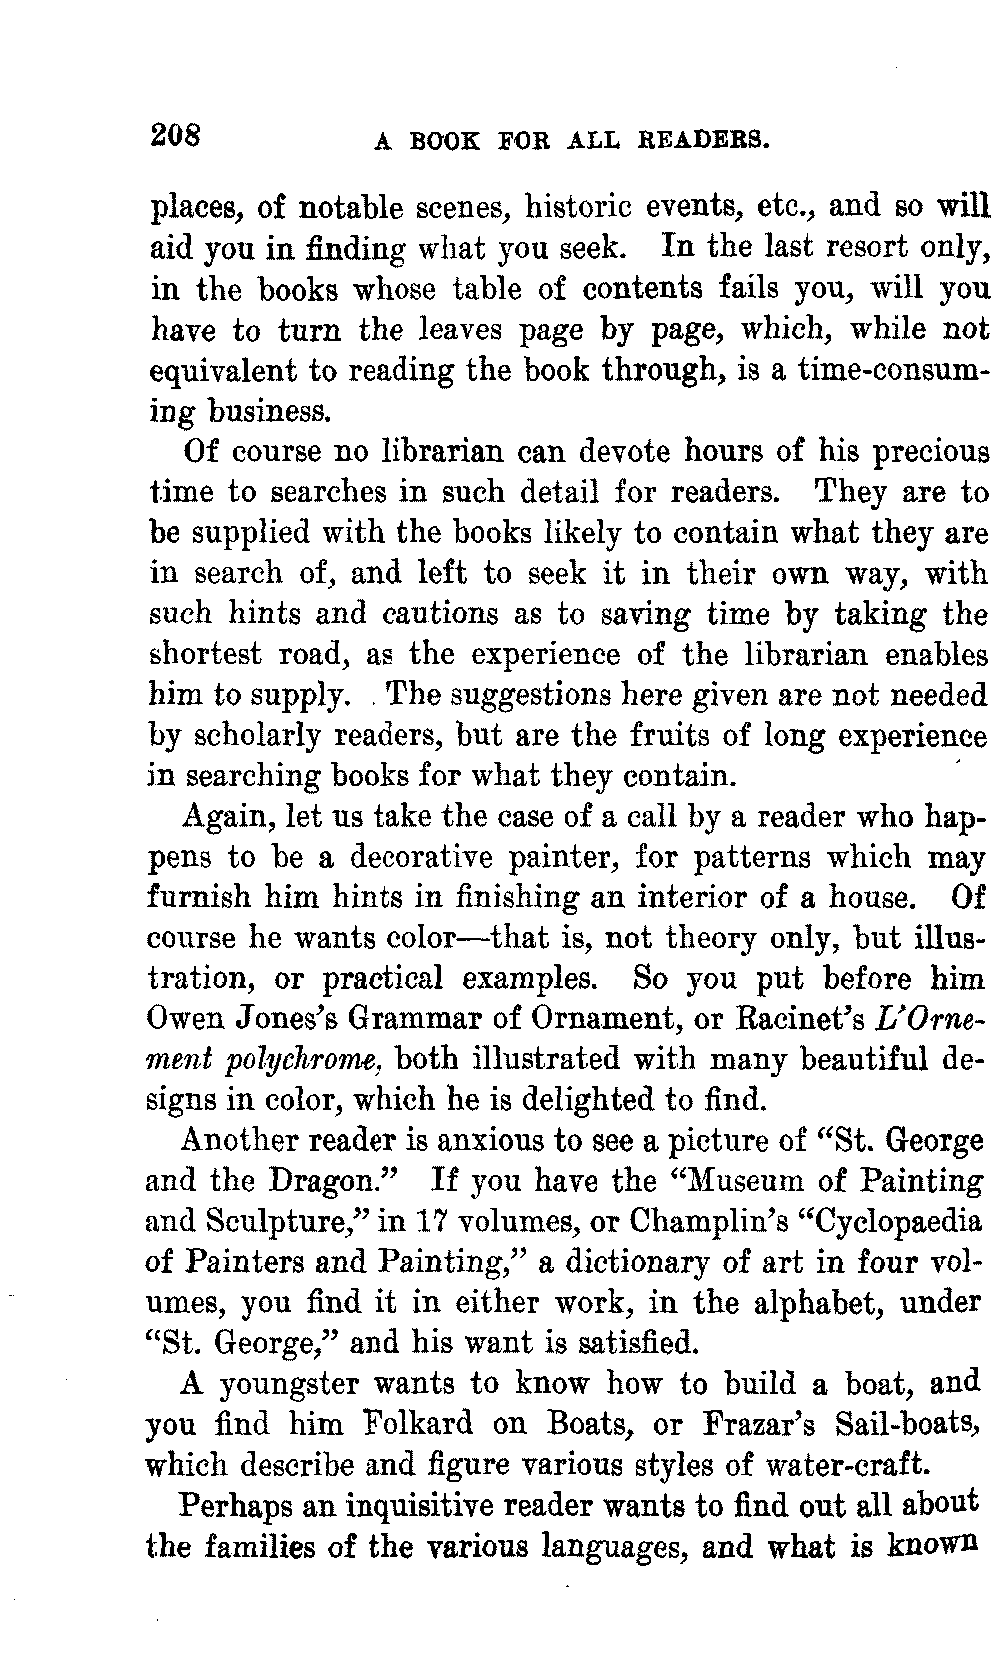 208 A BOOK FOR ALL READERS.
places, of notable scenes, historic events, etc., and so will
aid you in finding what you seek. In the last resort only,
in the books whose table of contents fails you, will you
have to turn the leaves page by page, which, while not
equivalent to reading the book through, is a time-consum-
ing business.
Of course no librarian can devote hours of his precious
time to searches in such detail for readers. They are to
be supplied with the books likely to contain what they are
in search of, and left to seek it in their own way, with
such hints and cautions as to saving time by taking the
shortest road, as the experience of the librarian enables
him to supply. The suggestions here given are not needed
by scholarly readers, but are the fruits of long experience
in searching books for what they contain.
Again, let us take the case of a call by a reader who hap-
pens to be a decorative painter, for patterns which may
furnish him hints in finishing an interior of a house. Of
course he wants color—that is, not theory only, but illus-
tration, or practical examples. So you put before him
Owen Jones's Grammar of Ornament, or Racinet's L'Orne-
ment polychrome, both illustrated with many beautiful de-
signs in color, which he is delighted to find.
Another reader is anxious to see a picture of "St. George
and the Dragon." If you have the "Museum of Painting
and Sculpture," in 17 volumes, or Champlin's "Cyclopaedia
of Painters and Painting," a dictionary of art in four vol-
umes, you find it in either work, in the alphabet, under
"St. George," and his want is satisfied.
A youngster wants to know how to build a boat, and
you find him Folkard on Boats, or Frazar's Sail-boats,
which describe and figure various styles of water-craft.
Perhaps an inquisitive reader wants to find out all about
the families of the various languages, and what is known